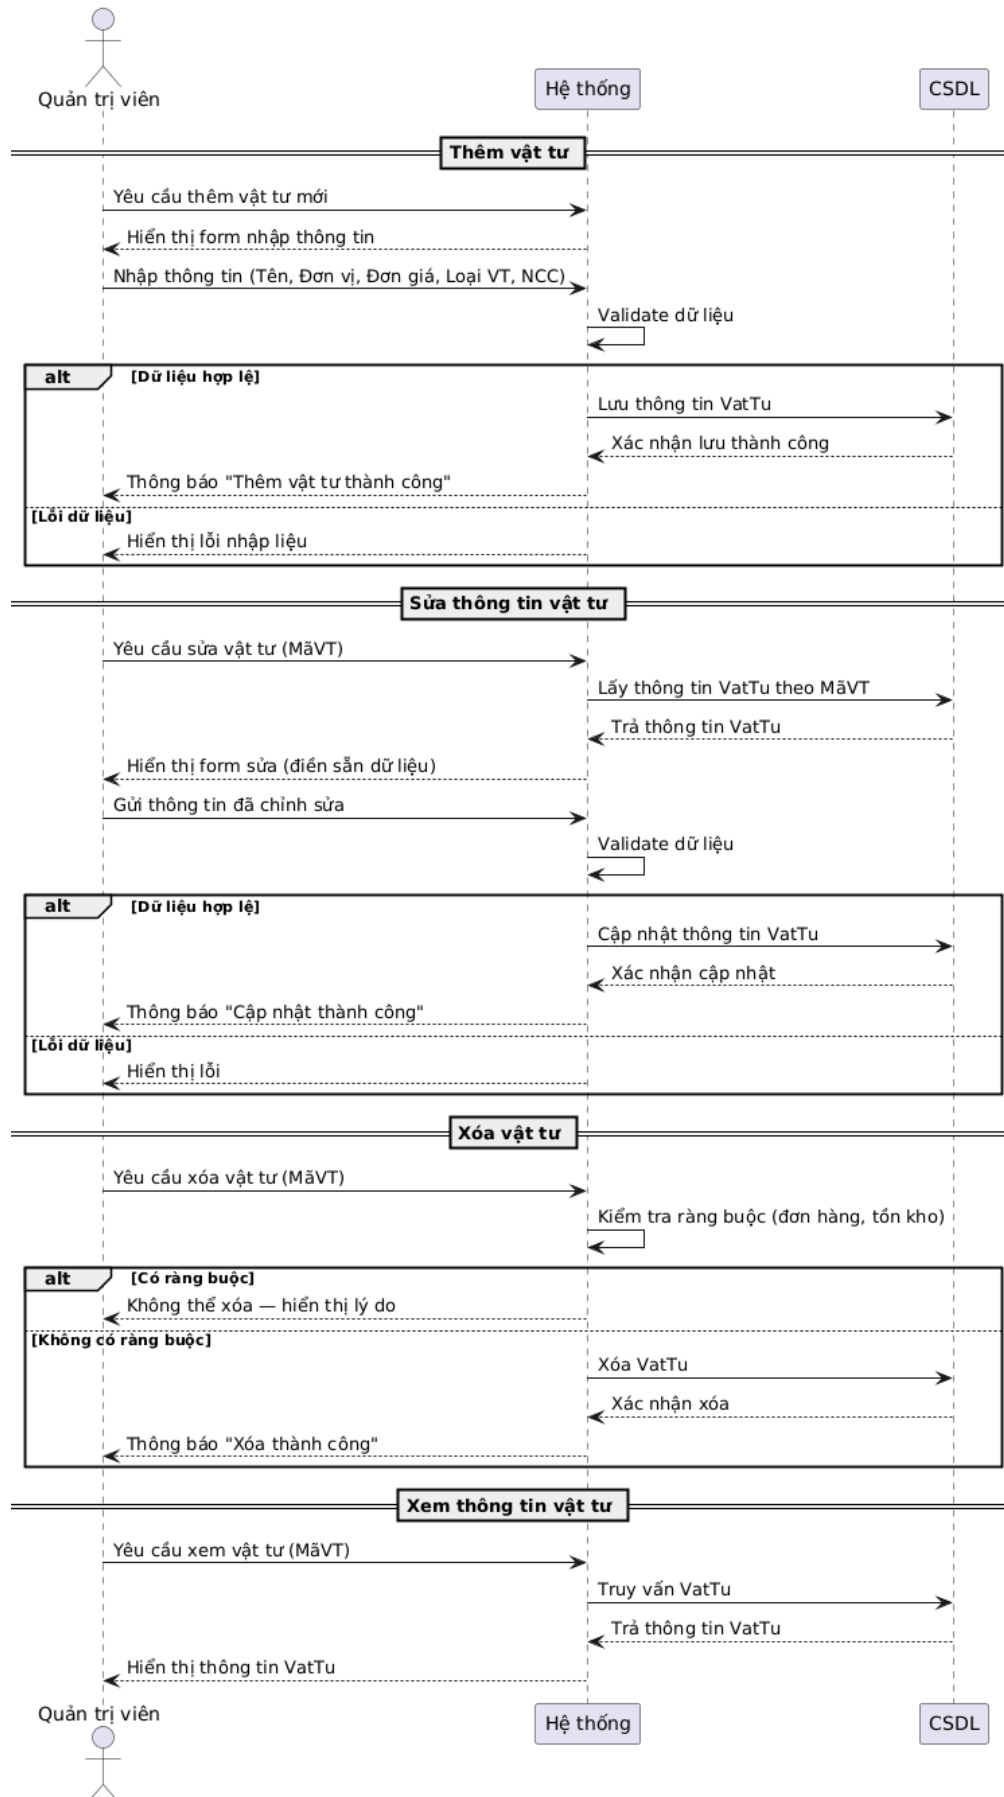 Quản trị viên
Hệ thống
CSDL
Thêm vật tư
Yêu cầu thêm vật tư mới
Hiển thị form nhập thông tin
Nhập thông tin (Tên, Đơn vị, Đơn giá, Loại VT, NCC)
Validate dữ liệu
alt
[Dữ liệu hợp lệ]
Lưu thông tin VatTu
Xác nhận lưu thành công
Thông báo "Thêm vật tư thành công"
[Lỗi dữ liệu]
Hiển thị lỗi nhập liệu
Sửa thông tin vật tư
Yêu cầu sửa vật tư (MãVT)
Lấy thông tin VatTu theo MãVT
Trả thông tin VatTu
Hiển thị form sửa (điền sẵn dữ liệu)
Gửi thông tin đã chỉnh sửa
Validate dữ liệu
alt
[Dữ liệu hợp lệ]
Cập nhật thông tin VatTu
Xác nhận cập nhật
Thông báo "Cập nhật thành công"
[Lỗi dữ liệu]
Hiển thị lỗi
Xóa vật tư
Yêu cầu xóa vật tư (MãVT)
Kiểm tra ràng buộc (đơn hàng, tồn kho)
alt
[Có ràng buộc]
Không thể xóa — hiển thị lý do
[Không có ràng buộc]
Xóa VatTu
Xác nhận xóa
Thông báo "Xóa thành công"
Xem thông tin vật tư
Yêu cầu xem vật tư (MãVT)
Truy vấn VatTu
Trả thông tin VatTu
Hiển thị thông tin VatTu
Quản trị viên
Hệ thống
CSDL